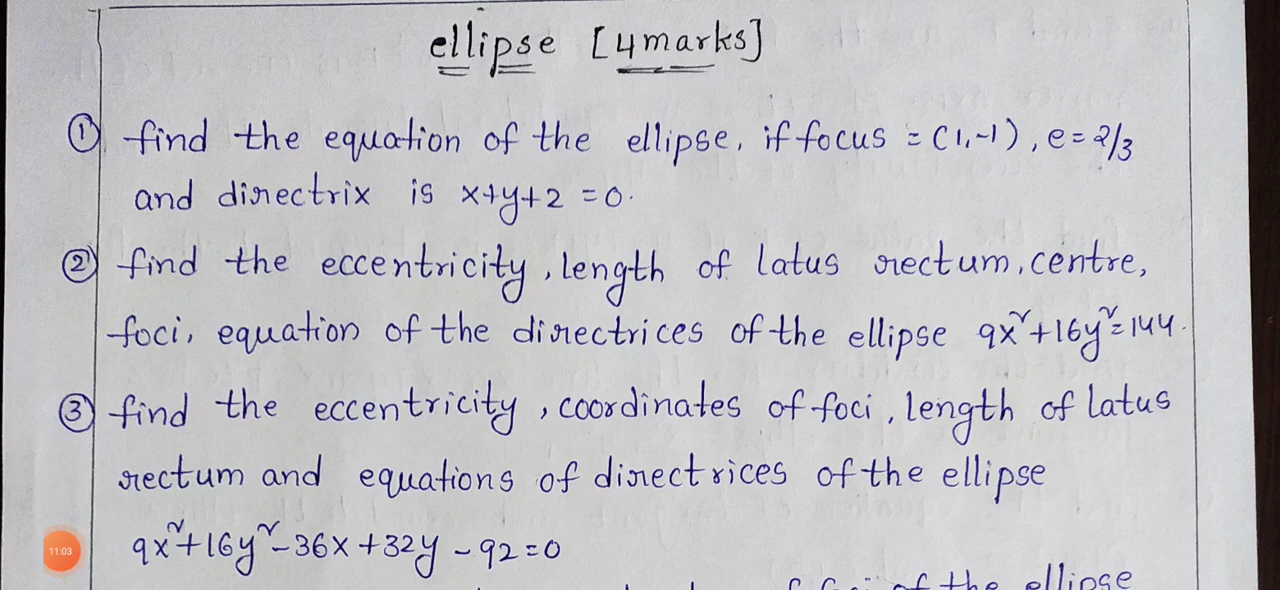 ellipse [4marks]
① find the equation of the ellipse, if focus = (1,-1), e=2/3
and directrix is x+y+2 =0.
② find the eccentricity, length of latus rectum, centre,
foci, equation of the directrices of the ellipse 9x²+16y²=144.
③ find the eccentricity, coordinates of foci, length of latus
rectum and equations of directrices of the ellipse
9x²+16y²-36x+32y-92=0
11:03
of the ellipse